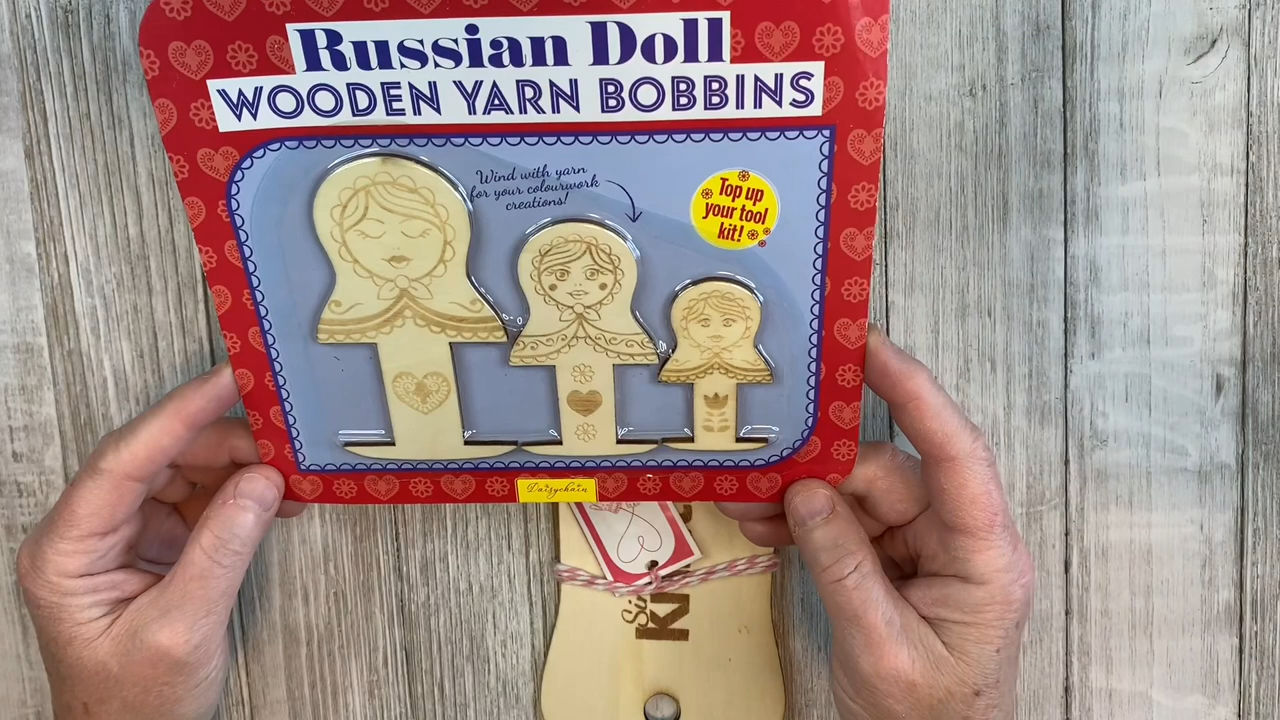 Russian Doll
WOODEN YARN BOBBINS
Wind with yarn
for your colourwork
creations!
Top up
your tool
kit!
Daisychain